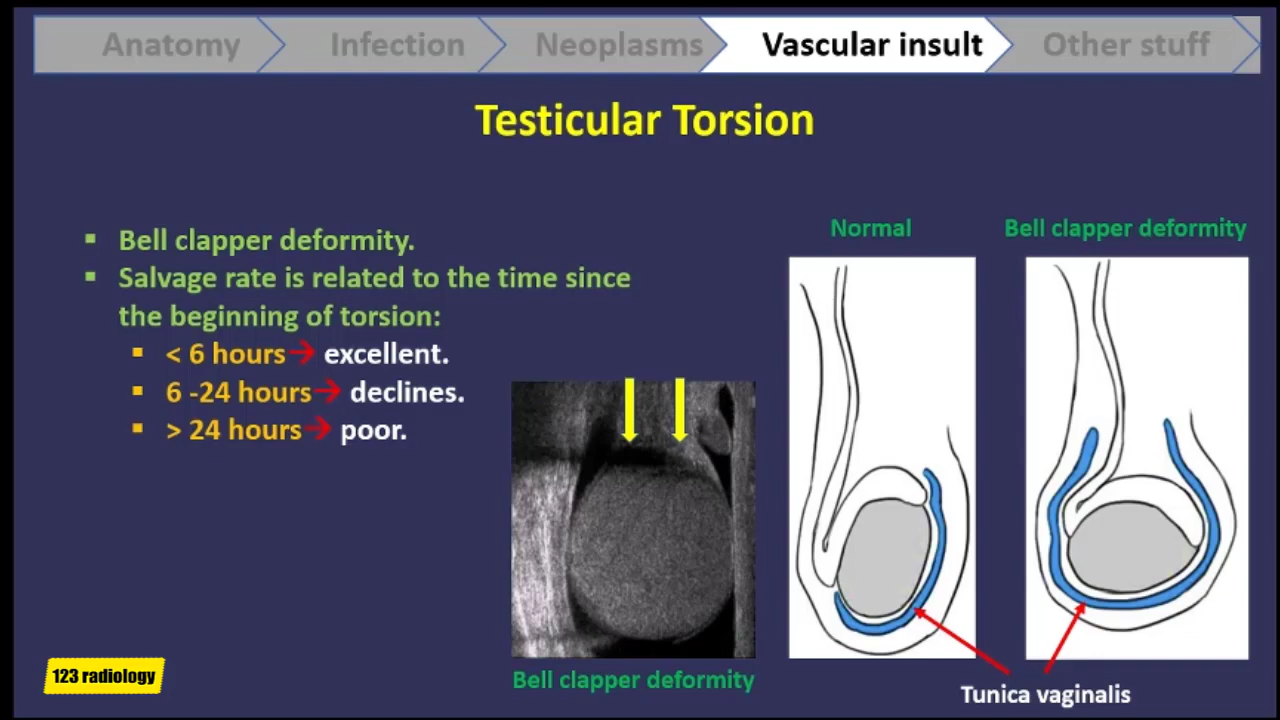 Anatomy
Infection
Neoplasms
Vascular insult
Other stuff
Testicular Torsion
▪ Bell clapper deformity.
▪ Salvage rate is related to the time since
the beginning of torsion:
▪ < 6 hours→ excellent.
▪ 6 -24 hours→ declines.
▪ > 24 hours→ poor.
Normal
Bell clapper deformity
Bell clapper deformity
Tunica vaginalis
123 radiology